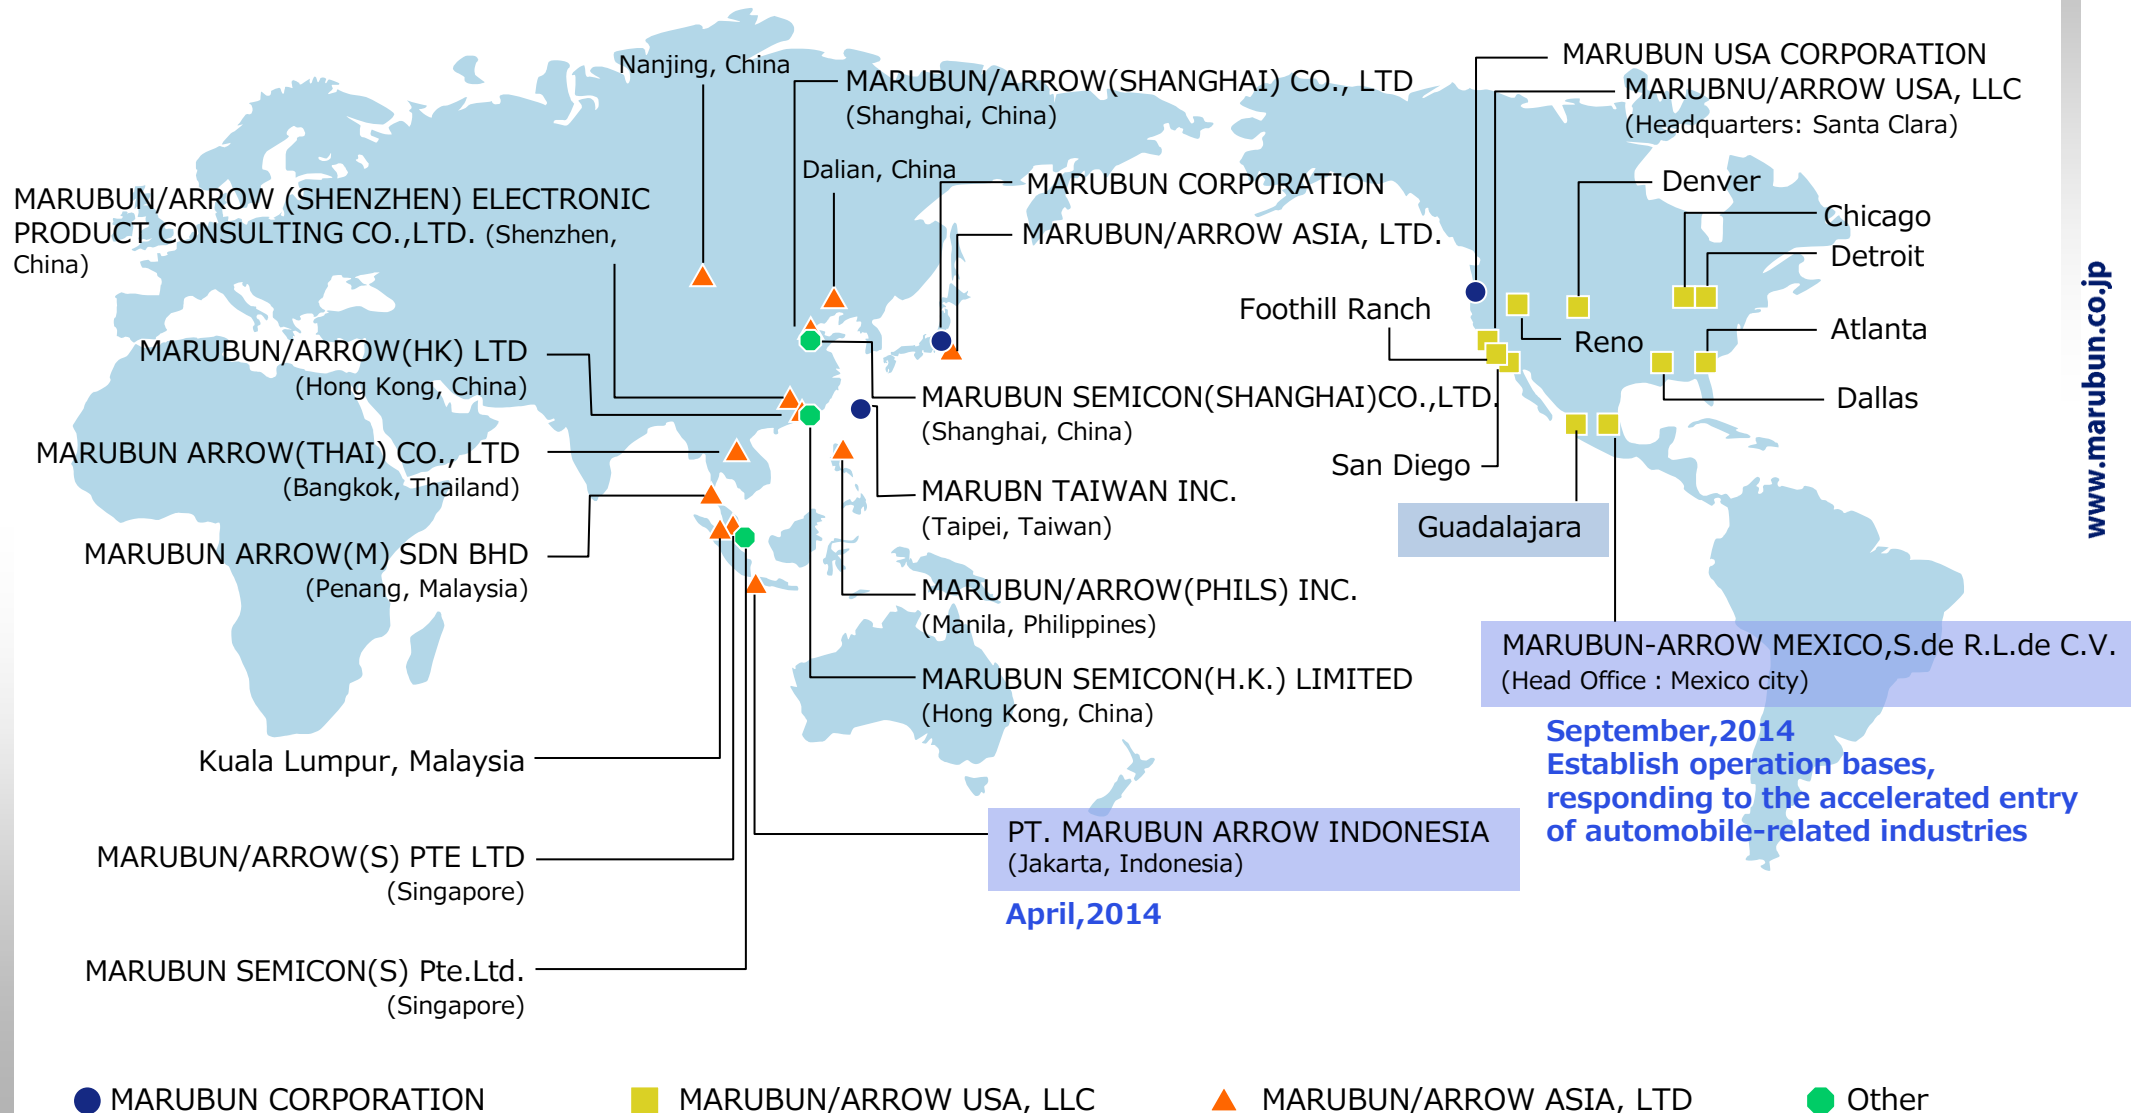 Nanjing, China
MARUBUN/ARROW(SHANGHAI) CO., LTD
(Shanghai, China)
MARUBUN USA CORPORATION
MARUBNU/ARROW USA, LLC
(Headquarters: Santa Clara)
Dalian, China
MARUBUN CORPORATION
MARUBUN/ARROW ASIA, LTD.
Denver
Chicago
Detroit
MARUBUN/ARROW (SHENZHEN) ELECTRONIC
PRODUCT CONSULTING CO.,LTD. (Shenzhen,
China)
Foothill Ranch
Reno
Atlanta
Dallas
MARUBUN/ARROW(HK) LTD
(Hong Kong, China)
MARUBUN SEMICON(SHANGHAI)CO.,LTD.
(Shanghai, China)
San Diego
MARUBUN ARROW(THAI) CO., LTD
(Bangkok, Thailand)
MARUBN TAIWAN INC.
(Taipei, Taiwan)
Guadalajara
MARUBUN ARROW(M) SDN BHD
(Penang, Malaysia)
MARUBUN/ARROW(PHILS) INC.
(Manila, Philippines)
MARUBUN SEMICON(H.K.) LIMITED
(Hong Kong, China)
MARUBUN-ARROW MEXICO,S.de R.L.de C.V.
(Head Office : Mexico city)
September,2014
Establish operation bases,
responding to the accelerated entry
of automobile-related industries
Kuala Lumpur, Malaysia
PT. MARUBUN ARROW INDONESIA
(Jakarta, Indonesia)
April,2014
MARUBUN/ARROW(S) PTE LTD
(Singapore)
MARUBUN SEMICON(S) Pte.Ltd.
(Singapore)
MARUBUN CORPORATION
MARUBUN/ARROW USA, LLC
MARUBUN/ARROW ASIA, LTD
Other
www.marubun.co.jp